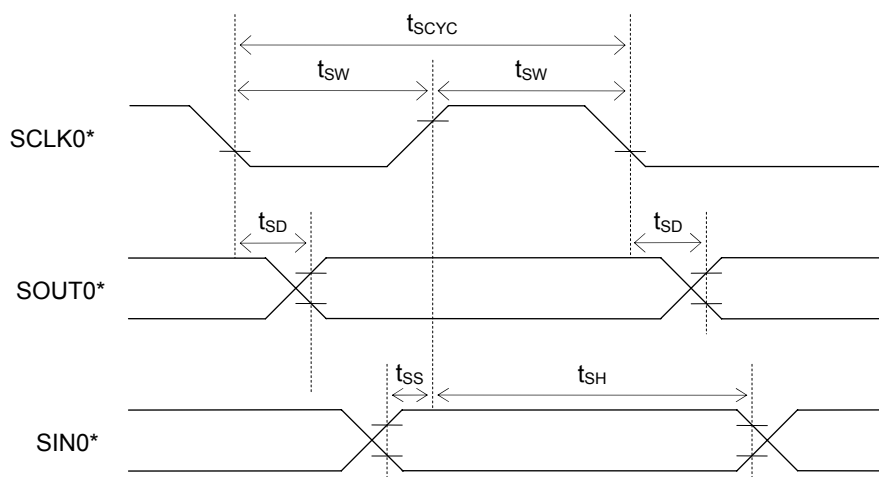 tSCYC
tSW tSW
SCLK0*
tSD tSD
SOUT0*
tSS tSH
SIN0*